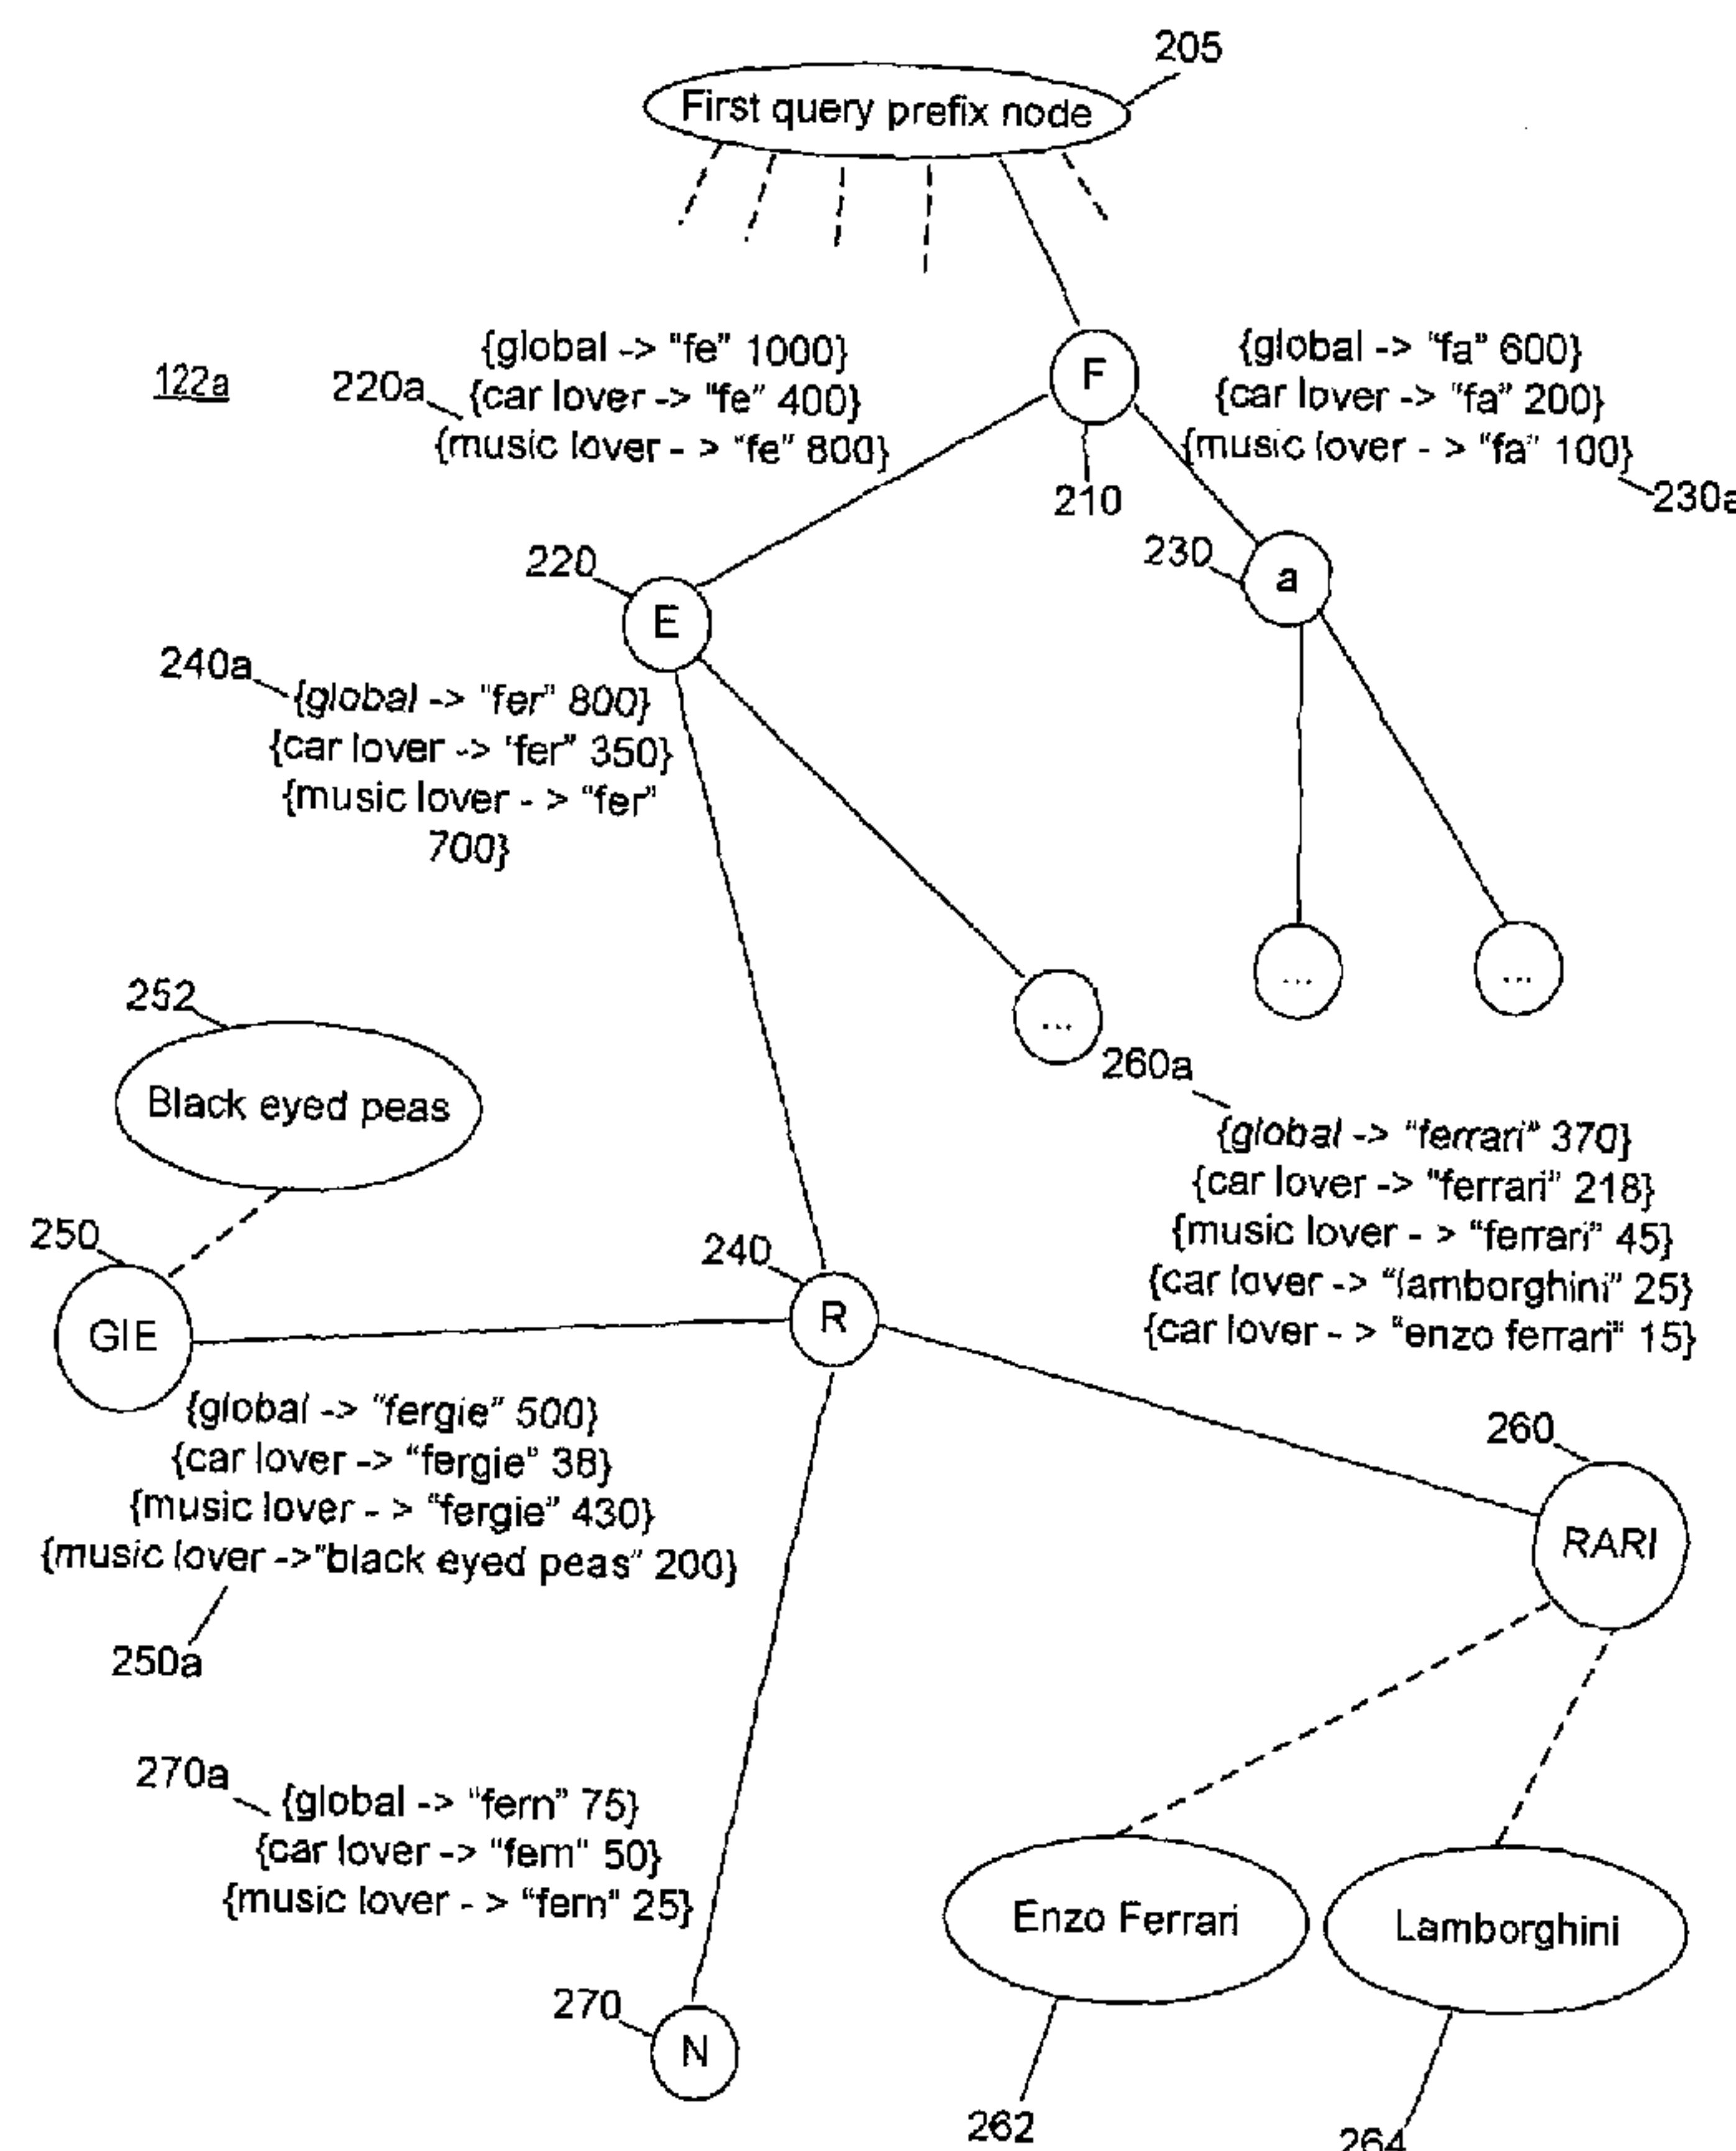 205
First query prefix node
122a
220a
{global -> "fe" 1000}
{car lover -> "fe" 400}
{music lover - > "fe" 800}
F
210
{global -> "fa" 600}
{car lover -> "fa" 200}
{music lover - > "fa" 100}
230a
220
E
230
a
240a
{global -> "fer" 800}
{car lover -> "fer" 350}
{music lover - > "fer"
700}
...
...
...
252
Black eyed peas
260a
{global -> "ferrari" 370}
{car lover -> "ferrari" 218}
{music lover - > "ferrari" 45}
{car lover -> "lamborghini" 25}
{car lover - > "enzo ferrari" 15}
250
GIE
240
R
{global -> "fergie" 500}
{car lover -> "fergie" 38}
{music lover - > "fergie" 430}
{music lover ->"black eyed peas" 200}
250a
260
RARI
270a
{global -> "fern" 75}
{car lover -> "fern" 50}
{music lover - > "fern" 25}
270
N
Enzo Ferrari
Lamborghini
262
264